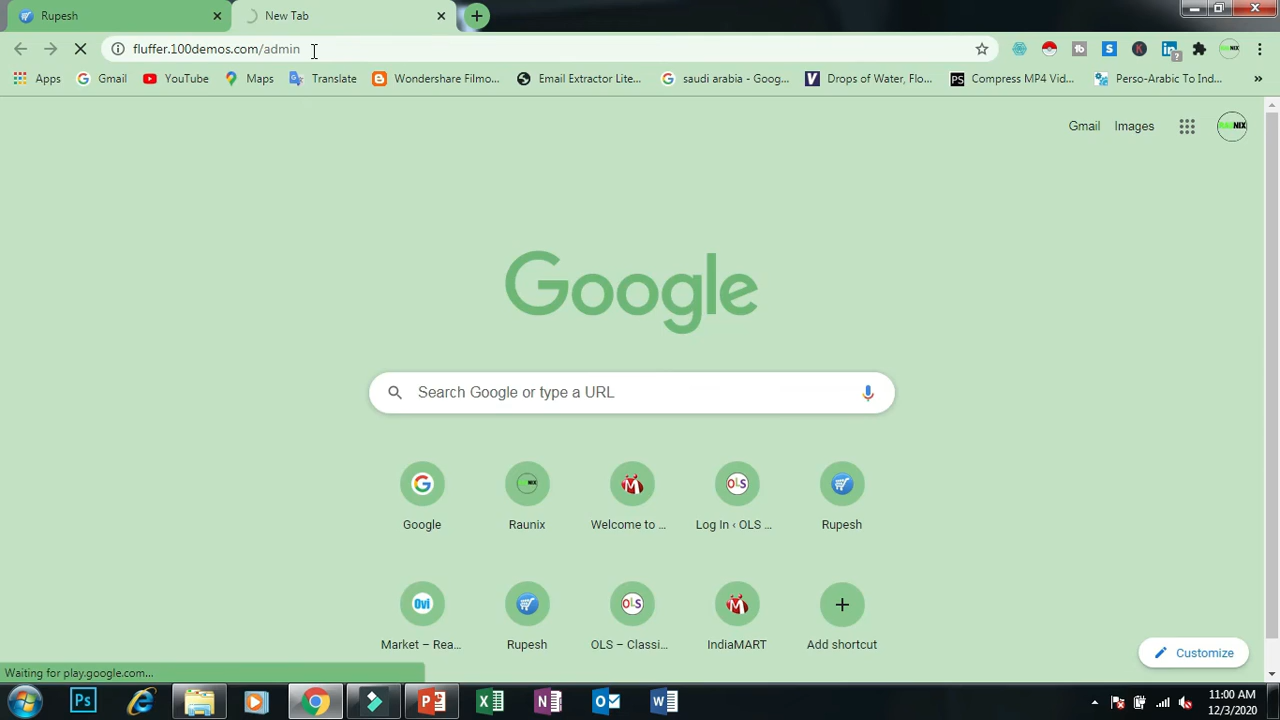 Rupesh
New Tab
fluffer.100demos.com/admin
Apps
Gmail
YouTube
Maps
Translate
Wondershare Filmo...
Email Extractor Lite...
saudi arabia - Goog...
Drops of Water, Flo...
Compress MP4 Vid...
Perso-Arabic To Ind...
Gmail
Images
Google
Search Google or type a URL
Google
Raunix
Welcome to ...
Log In ‹ OLS ...
Rupesh
Market – Rea...
Rupesh
OLS – Classi...
IndiaMART
Add shortcut
Customize
Waiting for play.google.com...
11:00 AM
12/3/2020